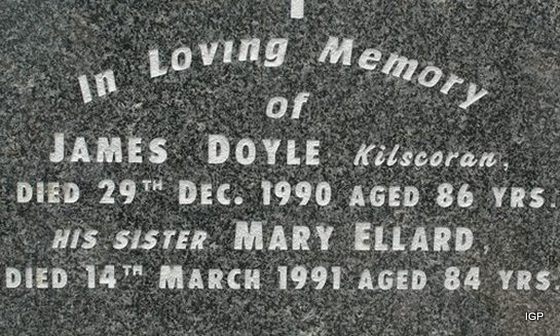 In Loving Memory
of
JAMES DOYLE Kilscoran,
DIED 29TH DEC. 1990 AGED 86 YRS.
HIS SISTER MARY ELLARD,
DIED 14TH MARCH 1991 AGED 84 YRS.
IGP